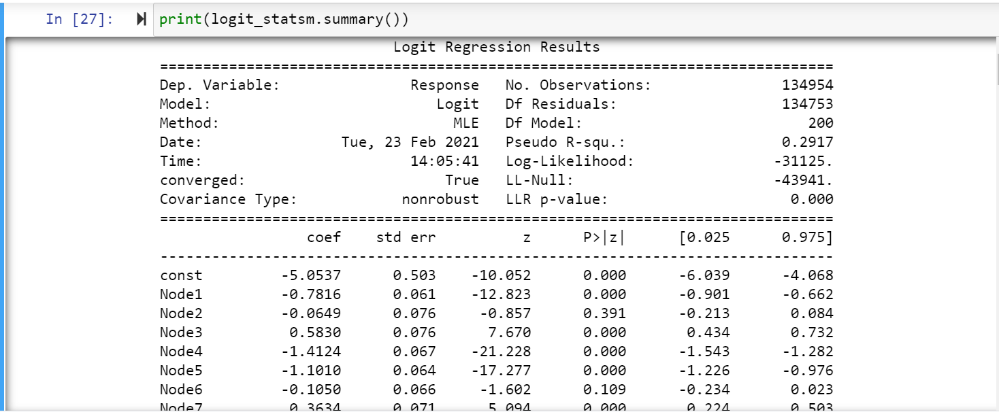 In [27]: print(logit_statsm.summary())
Logit Regression Results
==============================================================================
Dep. Variable: Response No. Observations: 134954
Model: Logit Df Residuals: 134753
Method: MLE Df Model: 200
Date: Tue, 23 Feb 2021 Pseudo R-squ.: 0.2917
Time: 14:05:41 Log-Likelihood: -31125.
converged: True LL-Null: -43941.
Covariance Type: nonrobust LLR p-value: 0.000
==============================================================================
coef std err z P>|z| [0.025 0.975]
------------------------------------------------------------------------------
const -5.0537 0.503 -10.052 0.000 -6.039 -4.068
Node1 -0.7816 0.061 -12.823 0.000 -0.901 -0.662
Node2 -0.0649 0.076 -0.857 0.391 -0.213 0.084
Node3 0.5830 0.076 7.670 0.000 0.434 0.732
Node4 -1.4124 0.067 -21.228 0.000 -1.543 -1.282
Node5 -1.1010 0.064 -17.277 0.000 -1.226 -0.976
Node6 -0.1050 0.066 -1.602 0.109 -0.234 0.023
Node7 0.3634 0.071 5.094 0.000 0.224 0.503